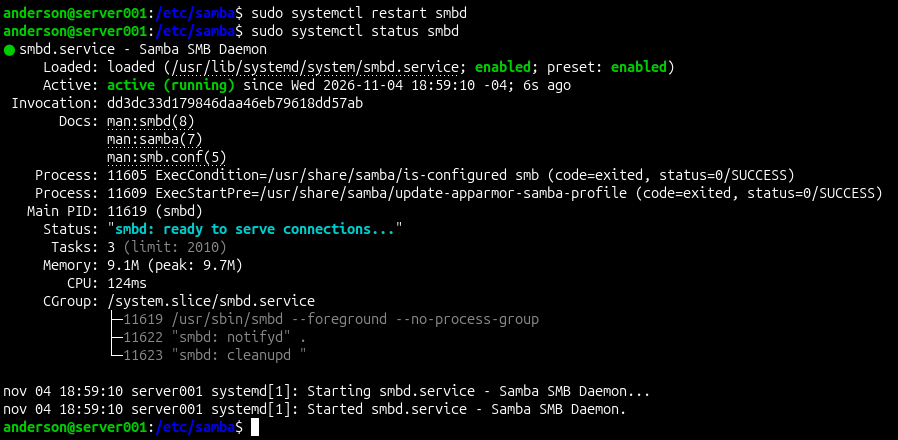 anderson@server001:/etc/samba$ sudo systemctl restart smbd
anderson@server001:/etc/samba$ sudo systemctl status smbd
● smbd.service - Samba SMB Daemon
     Loaded: loaded (/usr/lib/systemd/system/smbd.service; enabled; preset: enabled)
     Active: active (running) since Wed 2026-11-04 18:59:10 -04; 6s ago
 Invocation: dd3dc33d179846daa46eb79618dd57ab
       Docs: man:smbd(8)
             man:samba(7)
             man:smb.conf(5)
    Process: 11605 ExecCondition=/usr/share/samba/is-configured smb (code=exited, status=0/SUCCESS)
    Process: 11609 ExecStartPre=/usr/share/samba/update-apparmor-samba-profile (code=exited, status=0/SUCCESS)
   Main PID: 11619 (smbd)
     Status: "smbd: ready to serve connections..."
      Tasks: 3 (limit: 2010)
     Memory: 9.1M (peak: 9.7M)
        CPU: 124ms
     CGroup: /system.slice/smbd.service
             ├─11619 /usr/sbin/smbd --foreground --no-process-group
             ├─11622 "smbd: notifyd" .
             └─11623 "smbd: cleanupd "

nov 04 18:59:10 server001 systemd[1]: Starting smbd.service - Samba SMB Daemon...
nov 04 18:59:10 server001 systemd[1]: Started smbd.service - Samba SMB Daemon.
anderson@server001:/etc/samba$